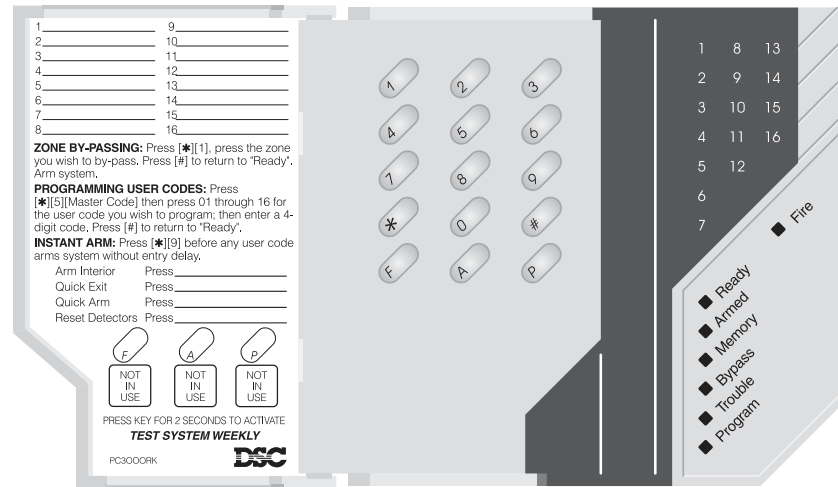 1 9
2 10
3 11
4 12
5 13
6 14
7 15
8 16
ZONE BY-PASSING: Press [✱][1], press the zone
you wish to by-pass. Press [#] to return to "Ready".
Arm system.
PROGRAMMING USER CODES: Press
[✱][5][Master Code] then press 01 through 16 for
the user code you wish to program; then enter a 4-
digit code. Press [#] to return to "Ready".
INSTANT ARM: Press [✱][9] before any user code
arms system without entry delay.
Arm Interior Press
Quick Exit Press
Quick Arm Press
Reset Detectors Press
F A P
NOT IN USE
NOT IN USE
NOT IN USE
PRESS KEY FOR 2 SECONDS TO ACTIVATE
TEST SYSTEM WEEKLY
PC3000RK
DSC
1 2 3
4 5 6
7 8 9
* 0 #
F A P
1 8 13
2 9 14
3 10 15
4 11 16
5 12
6
7
Fire
Ready
Armed
Memory
Bypass
Trouble
Program